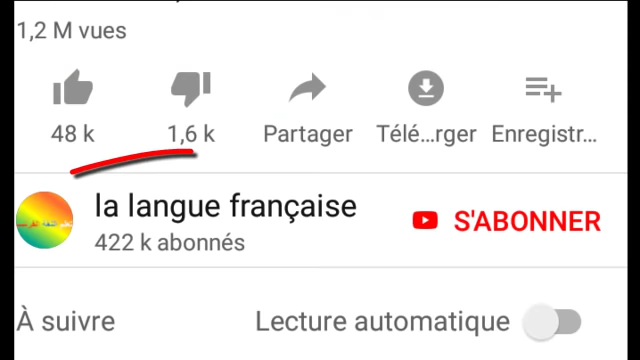 1,2 M vues
48 k
1,6 k
Partager
Télé…rger
Enregistr…
la langue française
S'ABONNER
422 k abonnés
À suivre
Lecture automatique